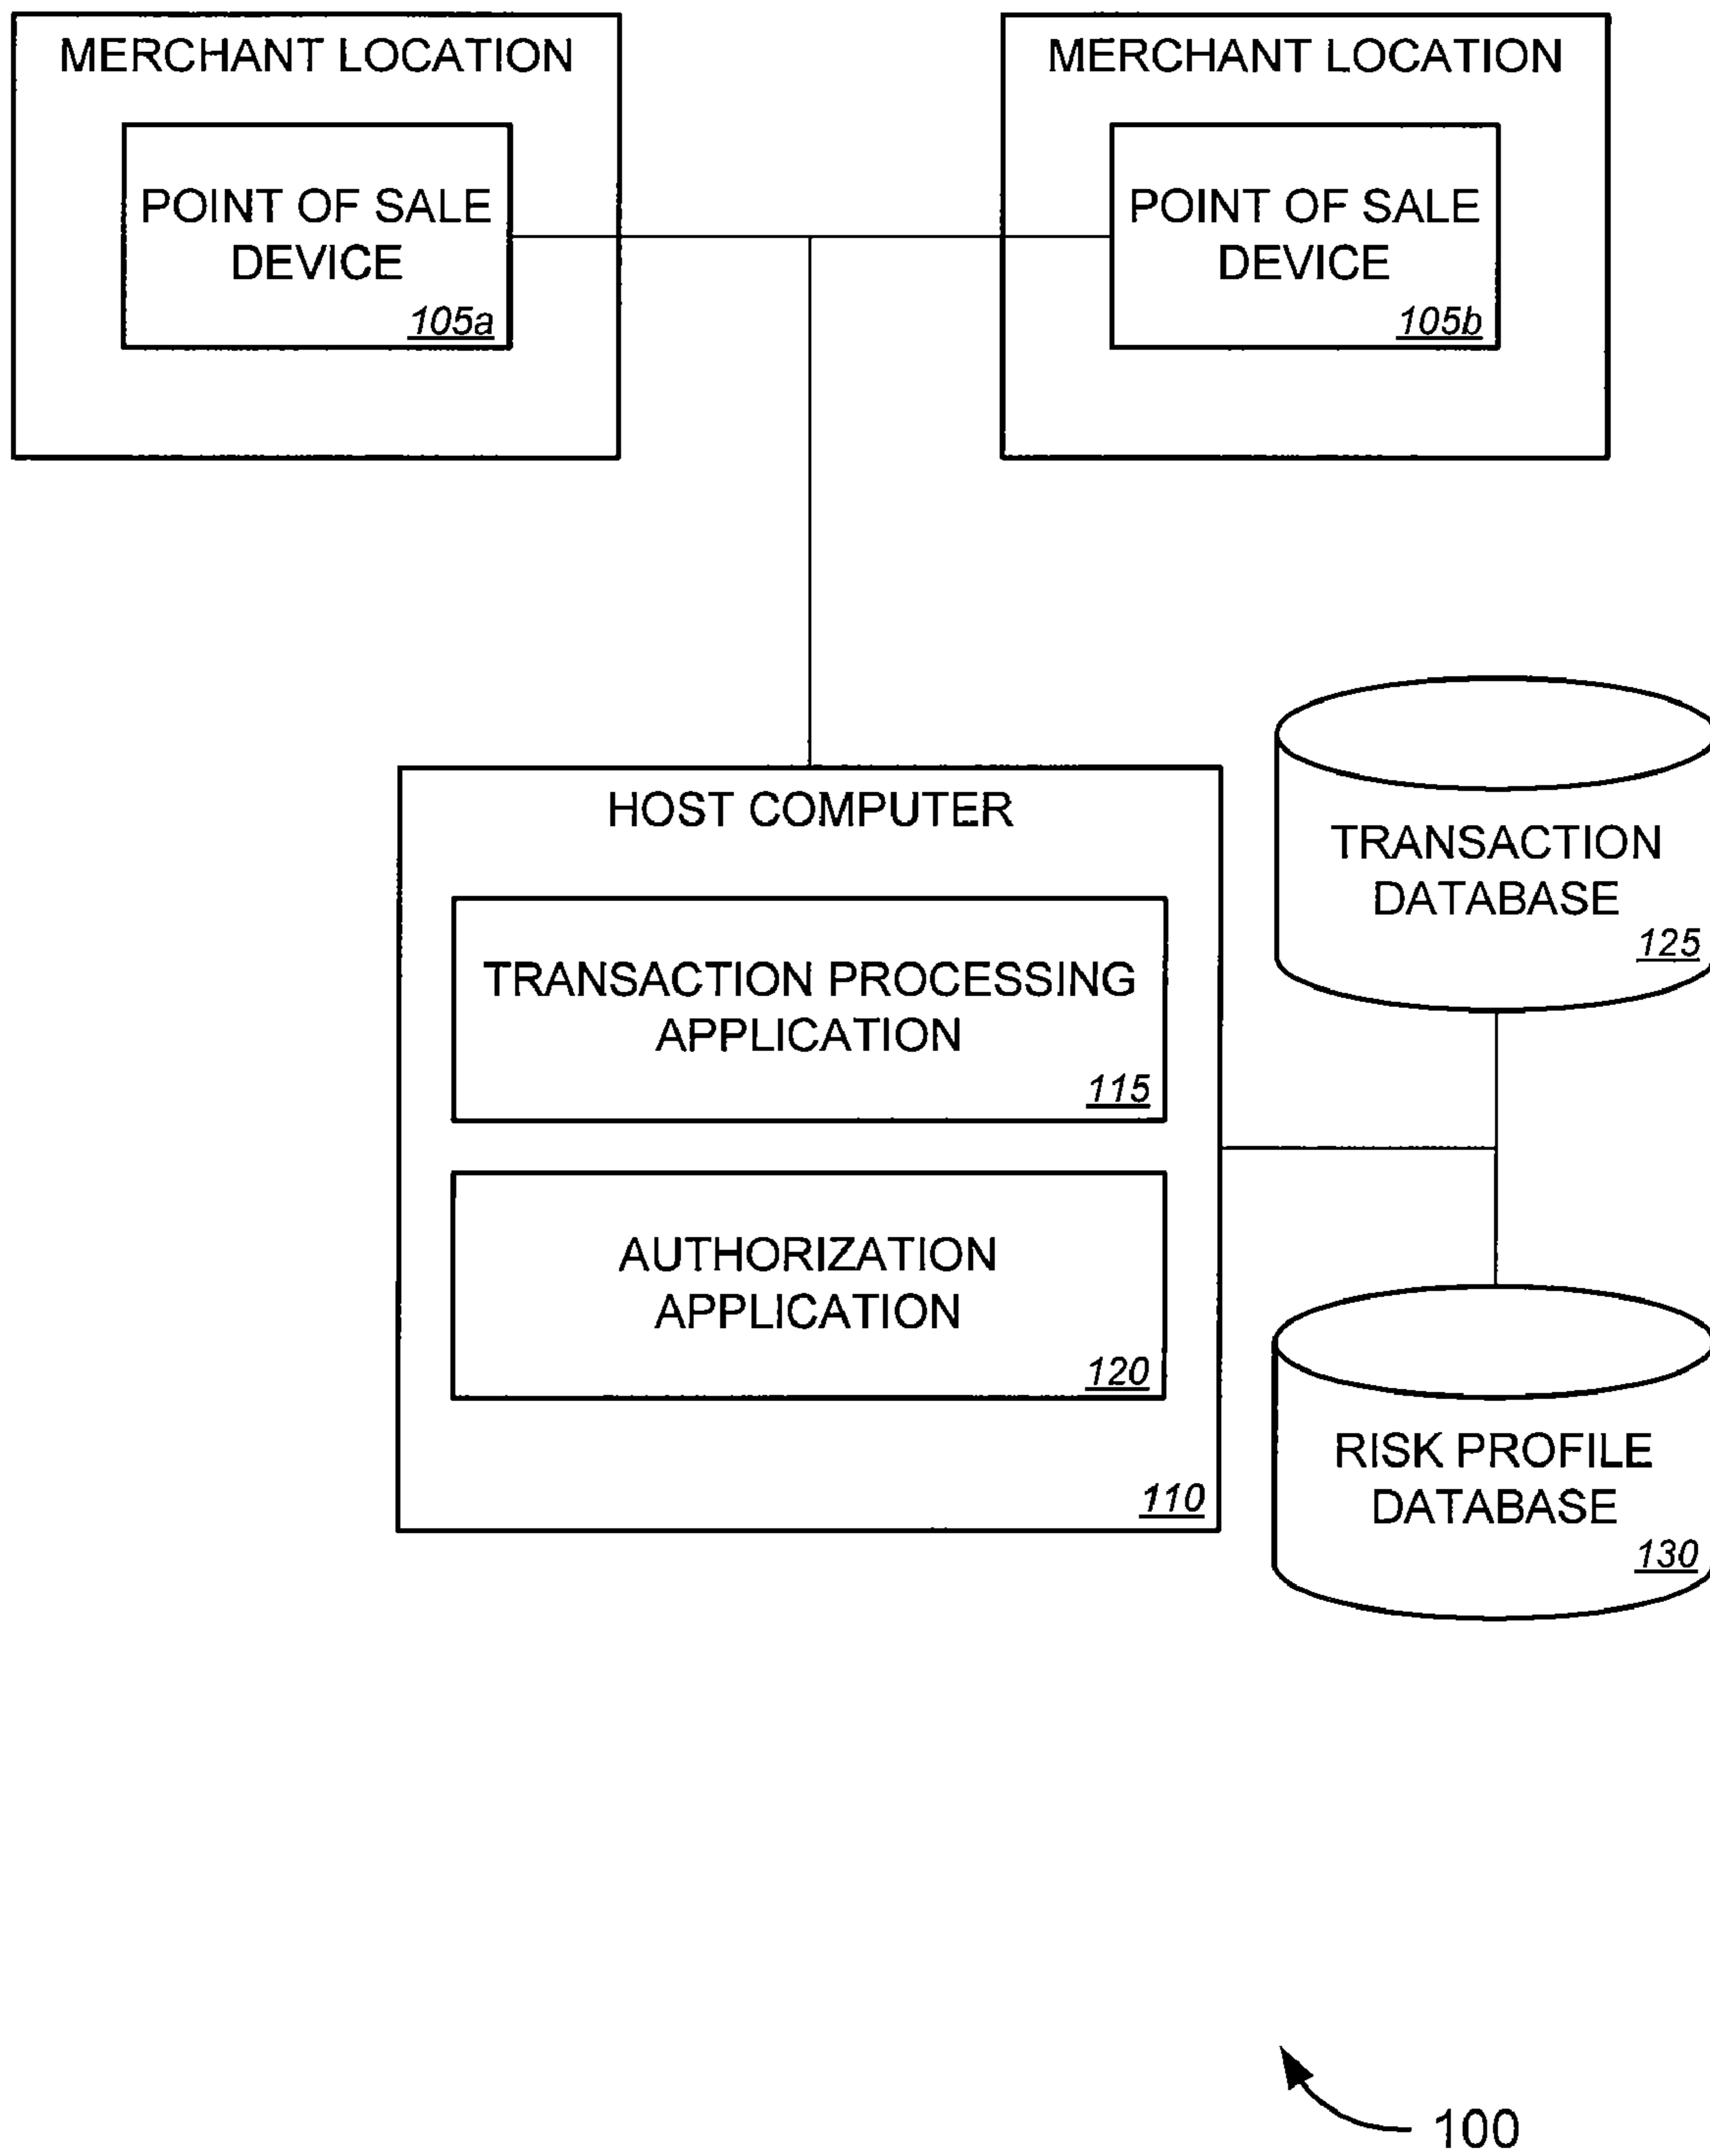 MERCHANT LOCATION
POINT OF SALE
DEVICE
105a
MERCHANT LOCATION
POINT OF SALE
DEVICE
105b
HOST COMPUTER
TRANSACTION PROCESSING
APPLICATION
115
AUTHORIZATION
APPLICATION
120
110
TRANSACTION
DATABASE
125
RISK PROFILE
DATABASE
130
100